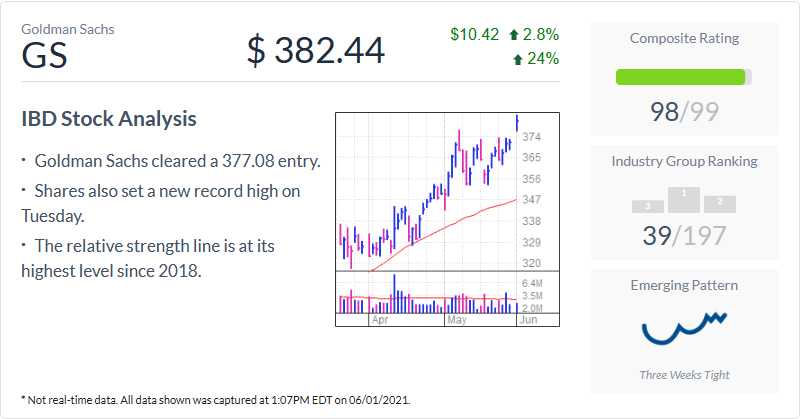 Goldman Sachs
GS
$ 382.44
$10.42 2.8%
24%
IBD Stock Analysis
· Goldman Sachs cleared a 377.08 entry.
· Shares also set a new record high on
Tuesday.
· The relative strength line is at its
highest level since 2018.
374
365
356
347
338
329
320
6.4M
3.5M
2.0M
Apr
May
Jun
* Not real-time data. All data shown was captured at 1:07PM EDT on 06/01/2021.
Composite Rating
98/99
Industry Group Ranking
3 1 2
39/197
Emerging Pattern
Three Weeks Tight